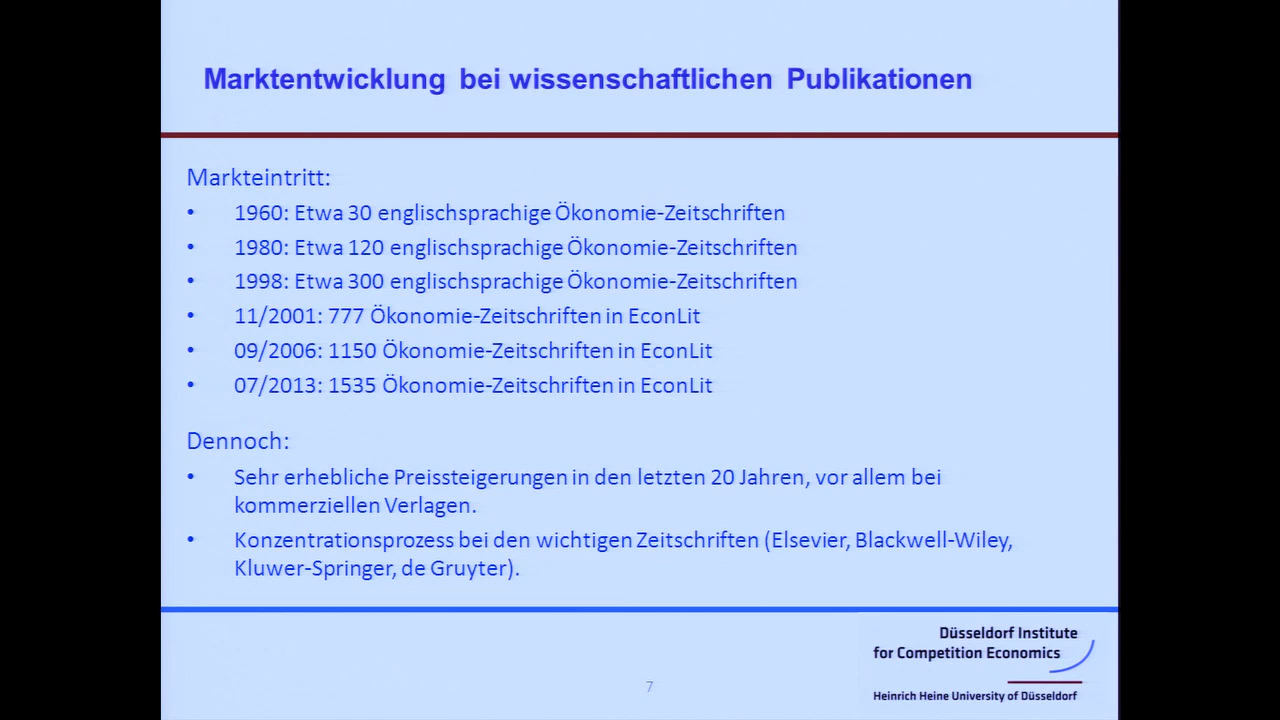 Marktentwicklung bei wissenschaftlichen Publikationen
Markteintritt:
• 1960: Etwa 30 englischsprachige Ökonomie-Zeitschriften
• 1980: Etwa 120 englischsprachige Ökonomie-Zeitschriften
• 1998: Etwa 300 englischsprachige Ökonomie-Zeitschriften
• 11/2001: 777 Ökonomie-Zeitschriften in EconLit
• 09/2006: 1150 Ökonomie-Zeitschriften in EconLit
• 07/2013: 1535 Ökonomie-Zeitschriften in EconLit
Dennoch:
• Sehr erhebliche Preissteigerungen in den letzten 20 Jahren, vor allem bei
kommerziellen Verlagen.
• Konzentrationsprozess bei den wichtigen Zeitschriften (Elsevier, Blackwell-Wiley,
Kluwer-Springer, de Gruyter).
Düsseldorf Institute
for Competition Economics
7
Heinrich Heine University of Düsseldorf